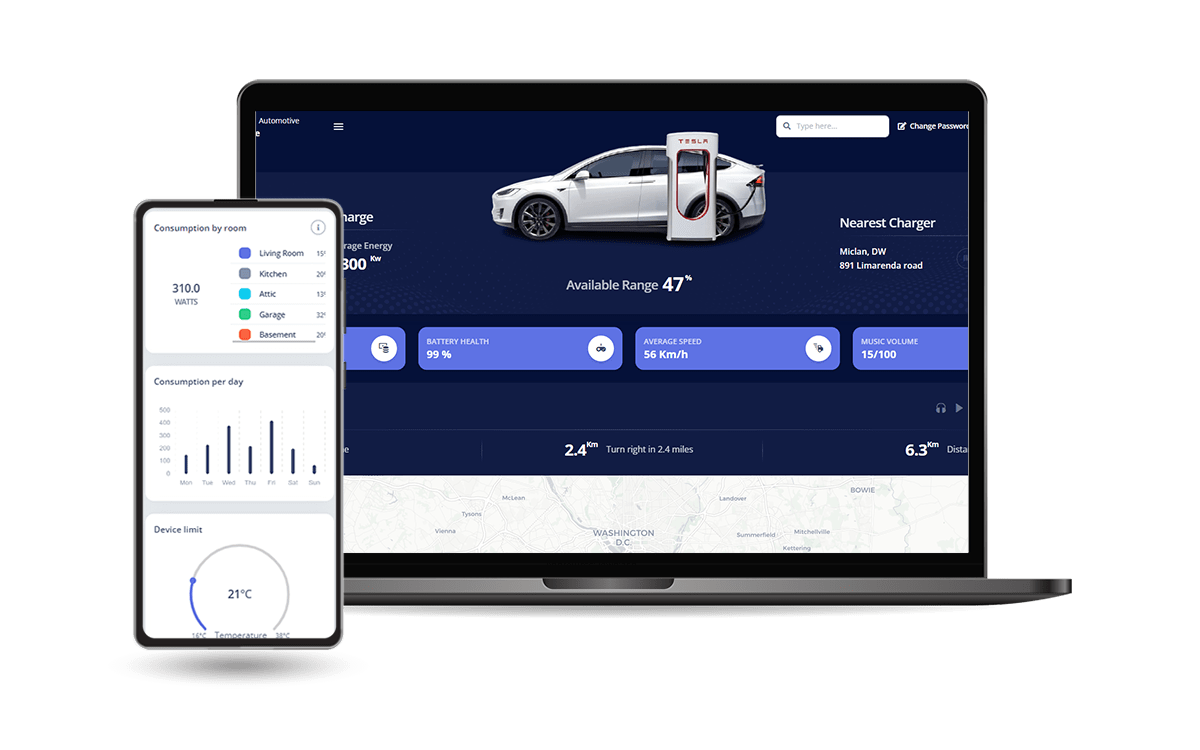 Automotive
e
Type here...
Change Password
TESLA
harge
rage Energy
300 Kw
Nearest Charger
Miclan, DW
891 Limarenda road
Available Range 47 %
BATTERY HEALTH
99 %
AVERAGE SPEED
56 Km/h
MUSIC VOLUME
15/100
e
2.4 Km Turn right in 2.4 miles
6.3 Km Dista
McLean
Tysons
Vienna
WASHINGTON
D.C.
Landover
BOWIE
Summerfield
Mitchellville
Kettering
Consumption by room
310.0
WATTS
Living Room 15°
Kitchen 20°
Attic 13°
Garage 32°
Basement 20°
Consumption per day
500
400
300
200
100
0
Mon Tue Wed Thu Fri Sat Sun
Device limit
21°C
16°C Temperature 38°C